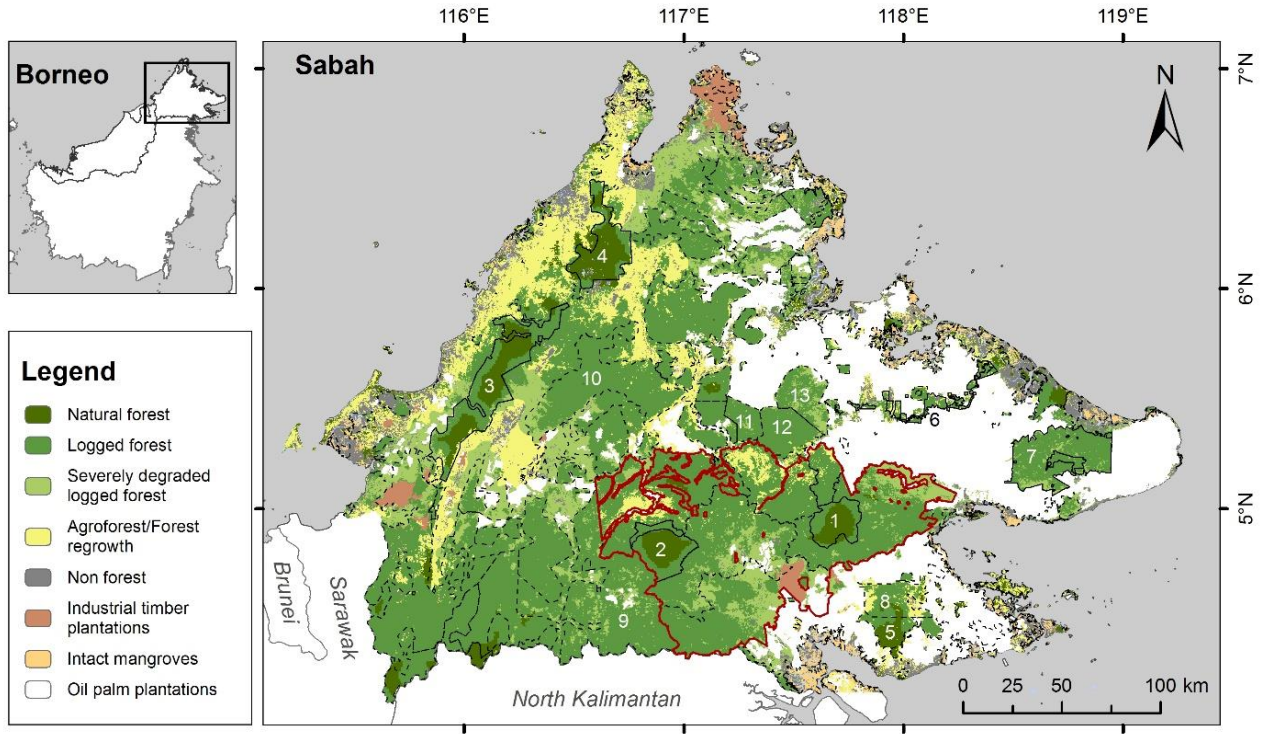 116°E
117°E
118°E
119°E
Borneo
Sabah
7°N
N
4
6°N
3
10
13
11
12
6
7
5°N
1
2
8
5
9
Brunei
Sarawak
North Kalimantan
0 25 50 100 km
Legend
Natural forest
Logged forest
Severely degraded
logged forest
Agroforest/Forest
regrowth
Non forest
Industrial timber
plantations
Intact mangroves
Oil palm plantations